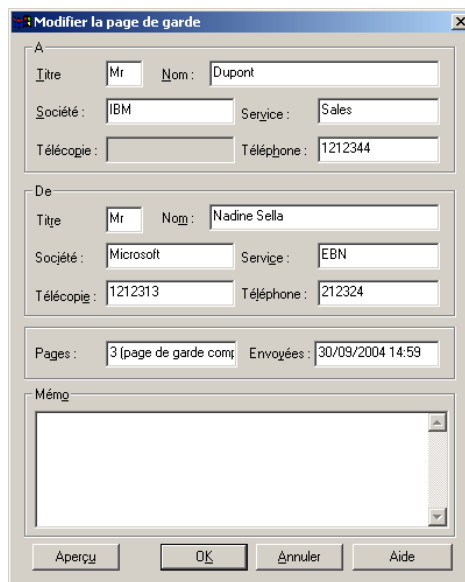 Modifier la page de garde
A
Titre Mr Nom : Dupont
Société : IBM Service : Sales
Télécopie : Téléphone : 1212344
De
Titre Mr Nom : Nadine Sella
Société : Microsoft Service : EBN
Télécopie : 1212313 Téléphone : 212324
Pages : 3 (page de garde comp Envoyées : 30/09/2004 14:59
Mémo
Aperçu OK Annuler Aide